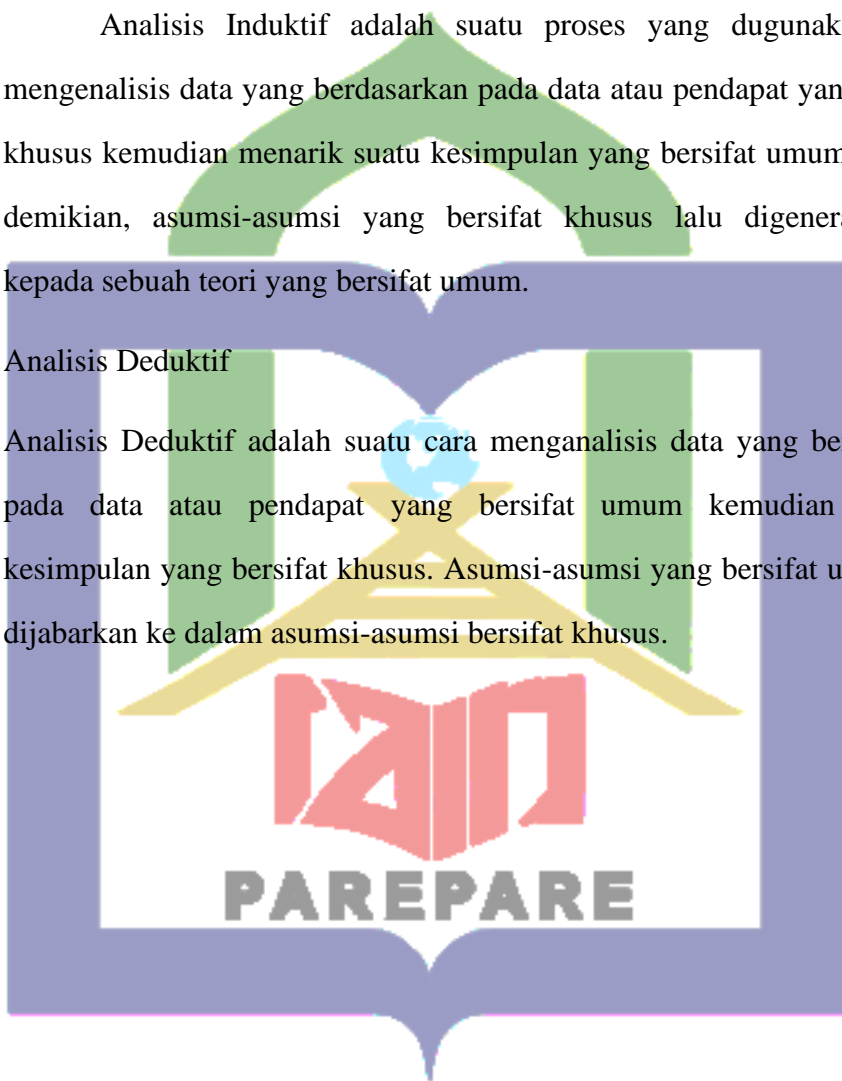 Analisis Induktif adalah suatu proses yang dugunak
mengenalisis data yang berdasarkan pada data atau pendapat yan
khusus kemudian menarik suatu kesimpulan yang bersifat umum
demikian, asumsi-asumsi yang bersifat khusus lalu digenera
kepada sebuah teori yang bersifat umum.
Analisis Deduktif
Analisis Deduktif adalah suatu cara menganalisis data yang be
pada data atau pendapat yang bersifat umum kemudian
kesimpulan yang bersifat khusus. Asumsi-asumsi yang bersifat u
dijabarkan ke dalam asumsi-asumsi bersifat khusus.
iain
PAREPARE